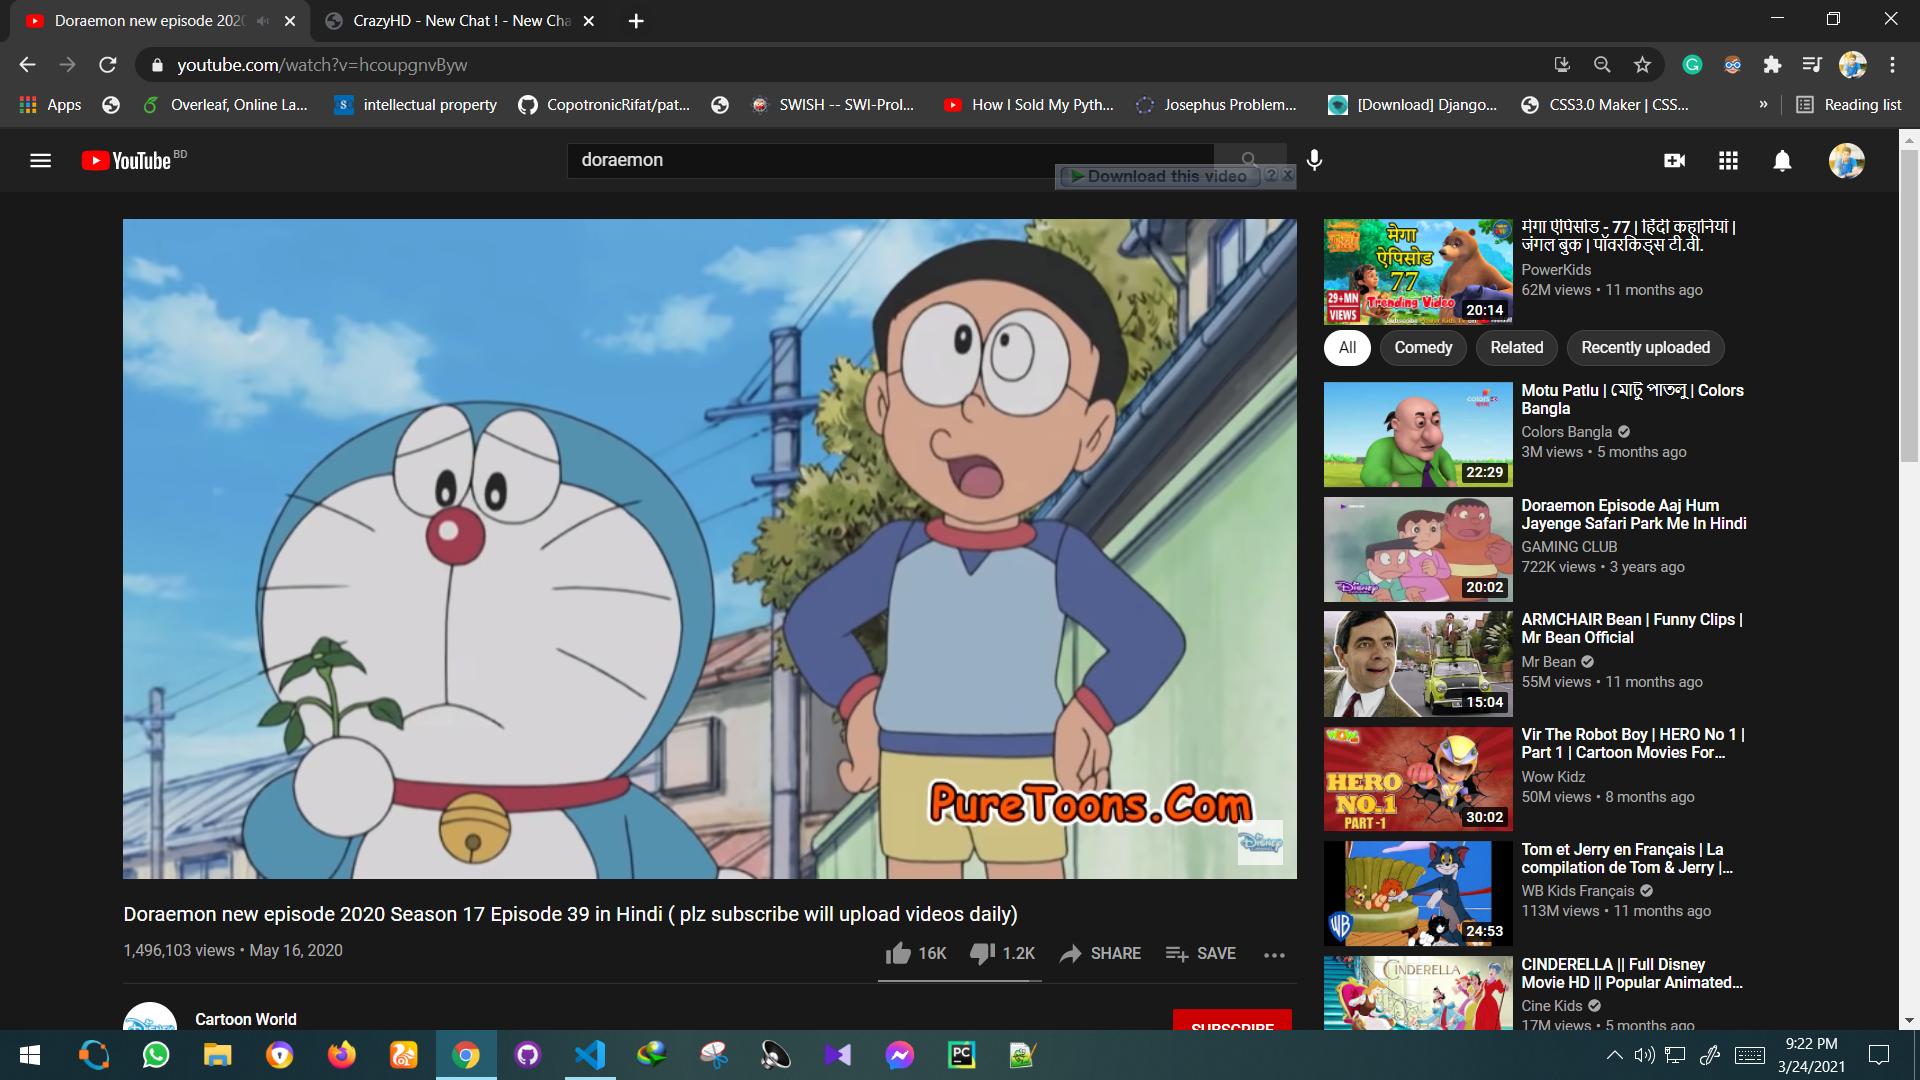 Doraemon new episode 202
CrazyHD - New Chat ! - New Cha
youtube.com/watch?v=hcoupgnvByw
Apps
Overleaf, Online La...
intellectual property
CopotronicRifat/pat...
SWISH -- SWI-Prol...
How I Sold My Pyth...
Josephus Problem...
[Download] Django...
CSS3.0 Maker | CSS...
»
Reading list
YouTube BD
doraemon
Download this video
PureToons.Com
Disney
Doraemon new episode 2020 Season 17 Episode 39 in Hindi ( plz subscribe will upload videos daily)
1,496,103 views • May 16, 2020
16K
1.2K
SHARE
SAVE
Cartoon World
SUBSCRIBE
मेगा ऐपिसोड 77
29+MN VIEWS
Trending Video
20:14
मेगा ऐपिसोड - 77 | हिंदी कहानियां |
जंगल बुक | पॉवरकिड्स टी.वी.
PowerKids
62M views • 11 months ago
All
Comedy
Related
Recently uploaded
22:29
Motu Patlu | মোটু পাতলু | Colors
Bangla
Colors Bangla
3M views • 5 months ago
20:02
Doraemon Episode Aaj Hum
Jayenge Safari Park Me In Hindi
GAMING CLUB
722K views • 3 years ago
15:04
ARMCHAIR Bean | Funny Clips |
Mr Bean Official
Mr Bean
55M views • 11 months ago
HERO
NO.1
PART -1
30:02
Vir The Robot Boy | HERO No 1 |
Part 1 | Cartoon Movies For...
Wow Kidz
50M views • 8 months ago
24:53
Tom et Jerry en Français | La
compilation de Tom & Jerry |...
WB Kids Français
113M views • 11 months ago
CINDERELLA
CINDERELLA || Full Disney
Movie HD || Popular Animated...
Cine Kids
17M views • 5 months ago
9:22 PM
3/24/2021